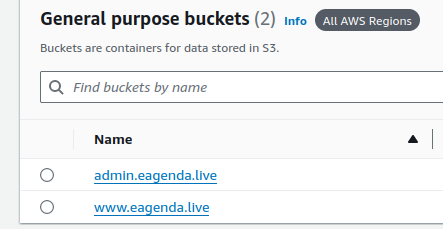 General purpose buckets (2) Info All AWS Regions
Buckets are containers for data stored in S3.
Find buckets by name
Name
admin.eagenda.live
www.eagenda.live